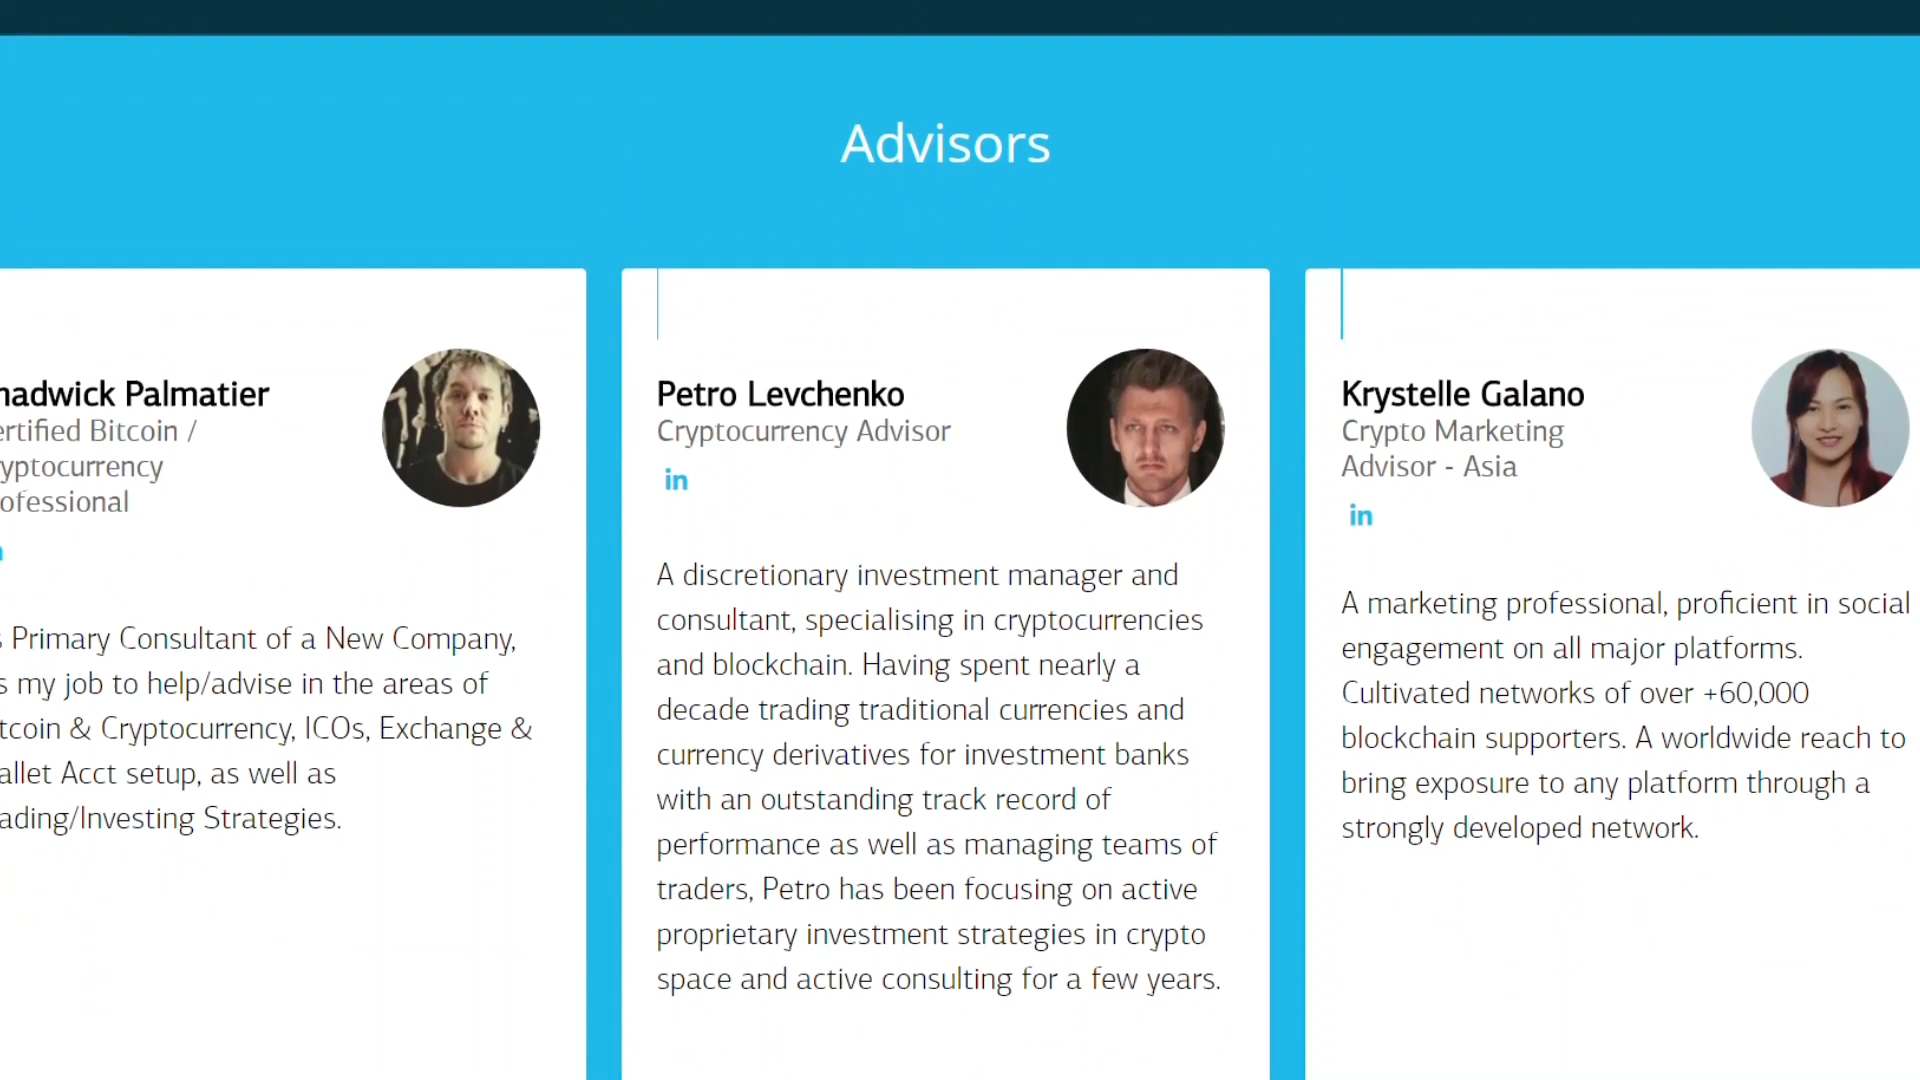 Advisors
hadwick Palmatier
ertified Bitcoin /
yptocurrency
ofessional
s Primary Consultant of a New Company,
s my job to help/advise in the areas of
tcoin & Cryptocurrency, ICOs, Exchange &
allet Acct setup, as well as
ading/Investing Strategies.
Petro Levchenko
Cryptocurrency Advisor
in
A discretionary investment manager and
consultant, specialising in cryptocurrencies
and blockchain. Having spent nearly a
decade trading traditional currencies and
currency derivatives for investment banks
with an outstanding track record of
performance as well as managing teams of
traders, Petro has been focusing on active
proprietary investment strategies in crypto
space and active consulting for a few years.
Krystelle Galano
Crypto Marketing
Advisor - Asia
in
A marketing professional, proficient in social
engagement on all major platforms.
Cultivated networks of over +60,000
blockchain supporters. A worldwide reach to
bring exposure to any platform through a
strongly developed network.